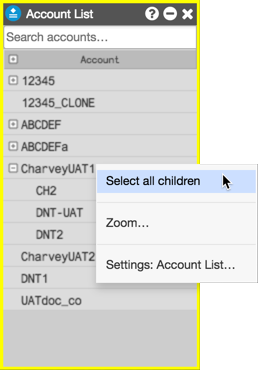 Account List
Search accounts…
Account
12345
12345_CLONE
ABCDEF
ABCDEFa
CharveyUAT1
Select all children
CH2
DNT-UAT
Zoom…
DNT2
CharveyUAT2
Settings: Account List…
DNT1
UATdoc_co